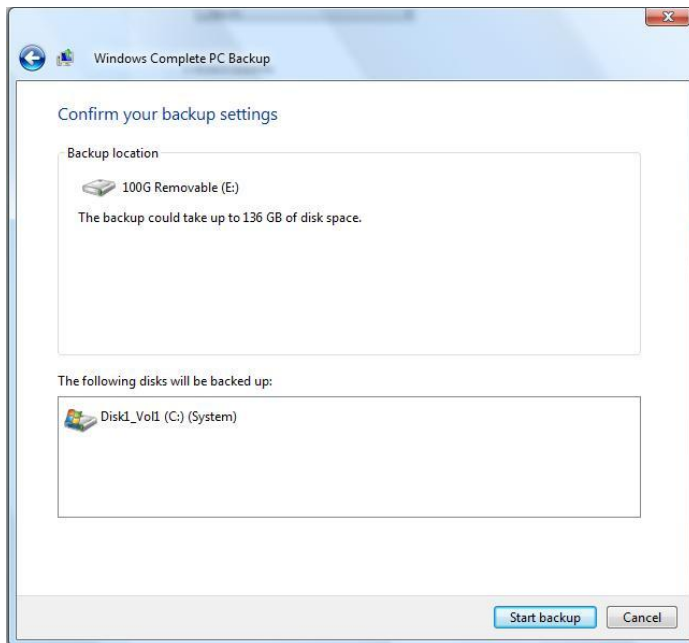 Windows Complete PC Backup
Confirm your backup settings
Backup location
100G Removable (E:)
The backup could take up to 136 GB of disk space.
The following disks will be backed up:
Disk1_Vol1 (C:) (System)
Start backup
Cancel